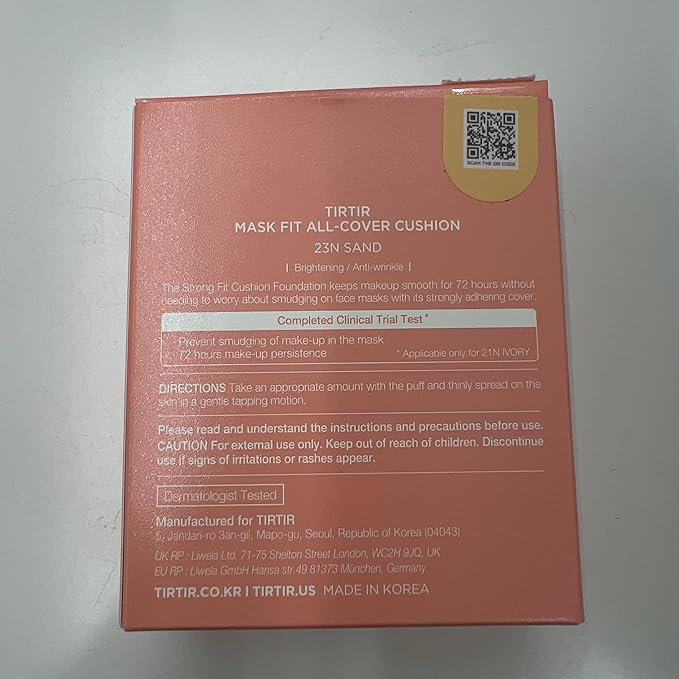 SCAN THE QR CODE
TIRTIR
MASK FIT ALL-COVER CUSHION
23N SAND
| Brightening / Anti-wrinkle |
The Strong Fit Cushion Foundation keeps makeup smooth for 72 hours without
needing to worry about smudging on face masks with its strongly adhering cover.
Completed Clinical Trial Test*
Prevent smudging of make-up in the mask
72 hours make-up persistence * Applicable only for 21N IVORY
DIRECTIONS Take an appropriate amount with the puff and thinly spread on the
skin in a gentle tapping motion.
Please read and understand the instructions and precautions before use.
CAUTION For external use only. Keep out of reach of children. Discontinue
use if signs of irritations or rashes appear.
Dermatologist Tested
Manufactured for TIRTIR
5, Jandari-ro 3an-gil, Mapo-gu, Seoul, Republic of Korea (04043)
UK RP : Liwela Ltd. 71-75 Shelton Street London, WC2H 9JQ, UK
EU RP : Liwela GmbH Hansa str.49 81373 München, Germany
TIRTIR.CO.KR | TIRTIR.US MADE IN KOREA